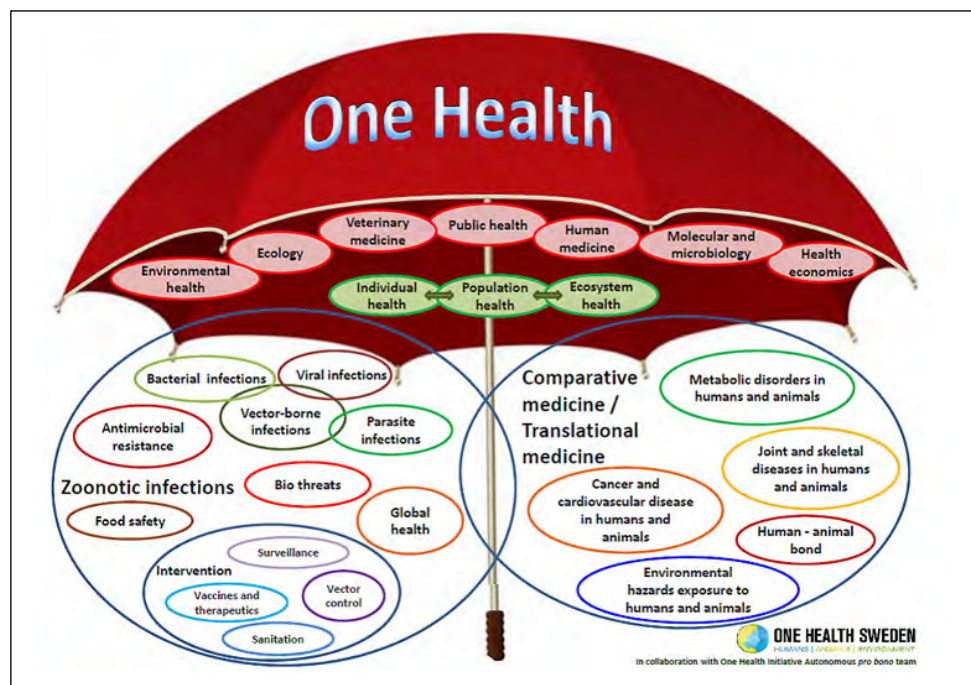 One Health
Public health
Veterinary
medicine
Human
medicine
Ecology
Molecular and
microbiology
Environmental
health
Health
economics
Individual
health
Population
health
Ecosystem
health
Bacterial infections
Viral infections
Vector-borne
infections
Parasite
infections
Antimicrobial
resistance
Zoonotic infections
Bio threats
Food safety
Global
health
Intervention
Surveillance
Vaccines and
therapeutics
Vector
control
Sanitation
Comparative
medicine /
Translational
medicine
Metabolic disorders in
humans and animals
Joint and skeletal
diseases in humans
and animals
Cancer and
cardiovascular disease
in humans and
animals
Human - animal
bond
Environmental
hazards exposure to
humans and animals
ONE HEALTH SWEDEN
HUMANS | ANIMALS | ENVIRONMENT
In collaboration with One Health Initiative Autonomous pro bono team